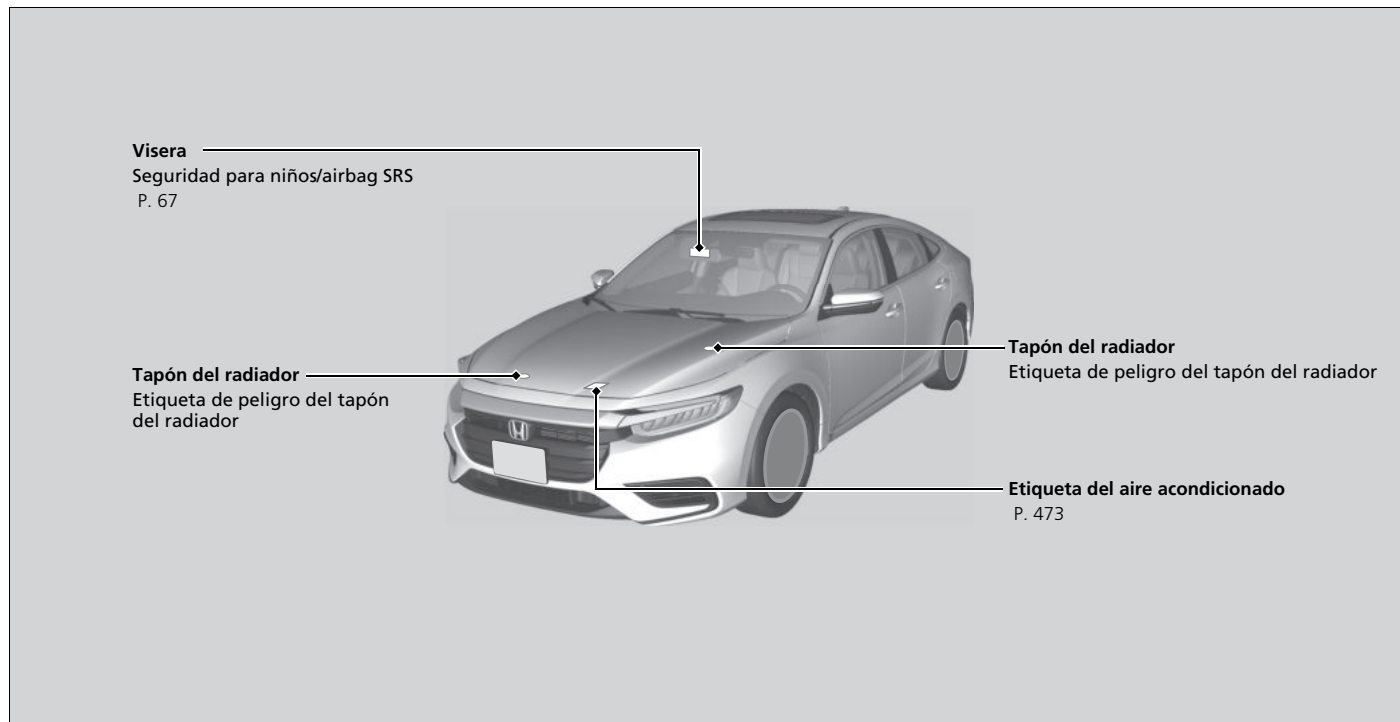 Visera
Seguridad para niños/airbag SRS
P. 67
Tapón del radiador
Etiqueta de peligro del tapón
del radiador
Tapón del radiador
Etiqueta de peligro del tapón del radiador
Etiqueta del aire acondicionado
P. 473